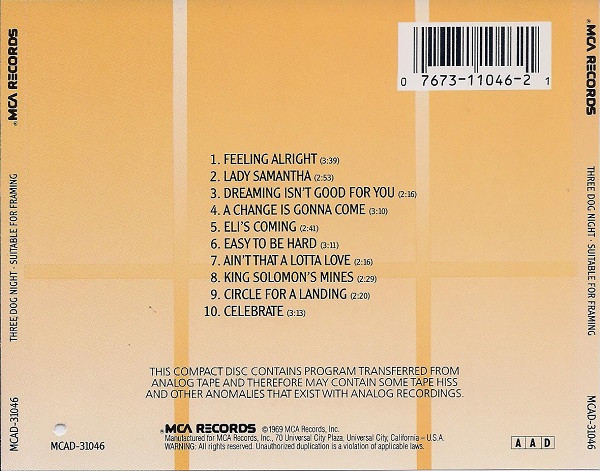 MCA RECORDS
THREE DOG NIGHT · SUITABLE FOR FRAMING
MCAD-31046
0 7673-11046-2 1
1. FEELING ALRIGHT (3:39)
2. LADY SAMANTHA (2:53)
3. DREAMING ISN'T GOOD FOR YOU (2:16)
4. A CHANGE IS GONNA COME (3:10)
5. ELI'S COMING (2:41)
6. EASY TO BE HARD (3:11)
7. AIN'T THAT A LOTTA LOVE (2:16)
8. KING SOLOMON'S MINES (2:29)
9. CIRCLE FOR A LANDING (2:20)
10. CELEBRATE (3:13)
THIS COMPACT DISC CONTAINS PROGRAM TRANSFERRED FROM
ANALOG TAPE AND THEREFORE MAY CONTAIN SOME TAPE HISS
AND OTHER ANOMALIES THAT EXIST WITH ANALOG RECORDINGS.
MCA RECORDS ©1969 MCA Records, Inc.
Manufactured for MCA Records, Inc., 70 Universal City Plaza, Universal City, California – U.S.A.
WARNING: All rights reserved. Unauthorized duplication is a violation of applicable laws.
MCAD-31046
A A D
MCA RECORDS
THREE DOG NIGHT · SUITABLE FOR FRAMING
MCAD-31046